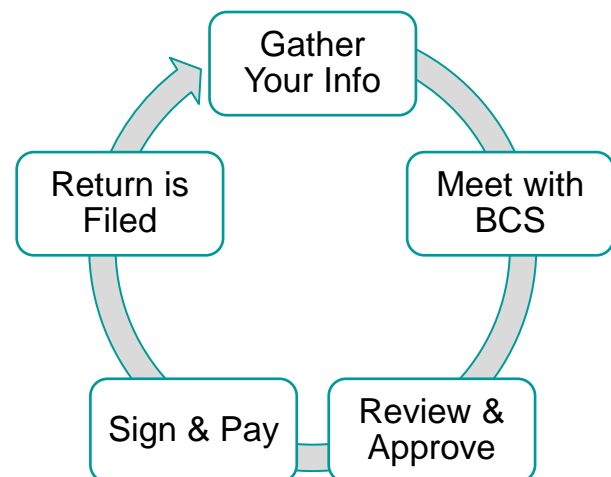 Gather
Your Info
Meet with
BCS
Review &
Approve
Sign & Pay
Return is
Filed